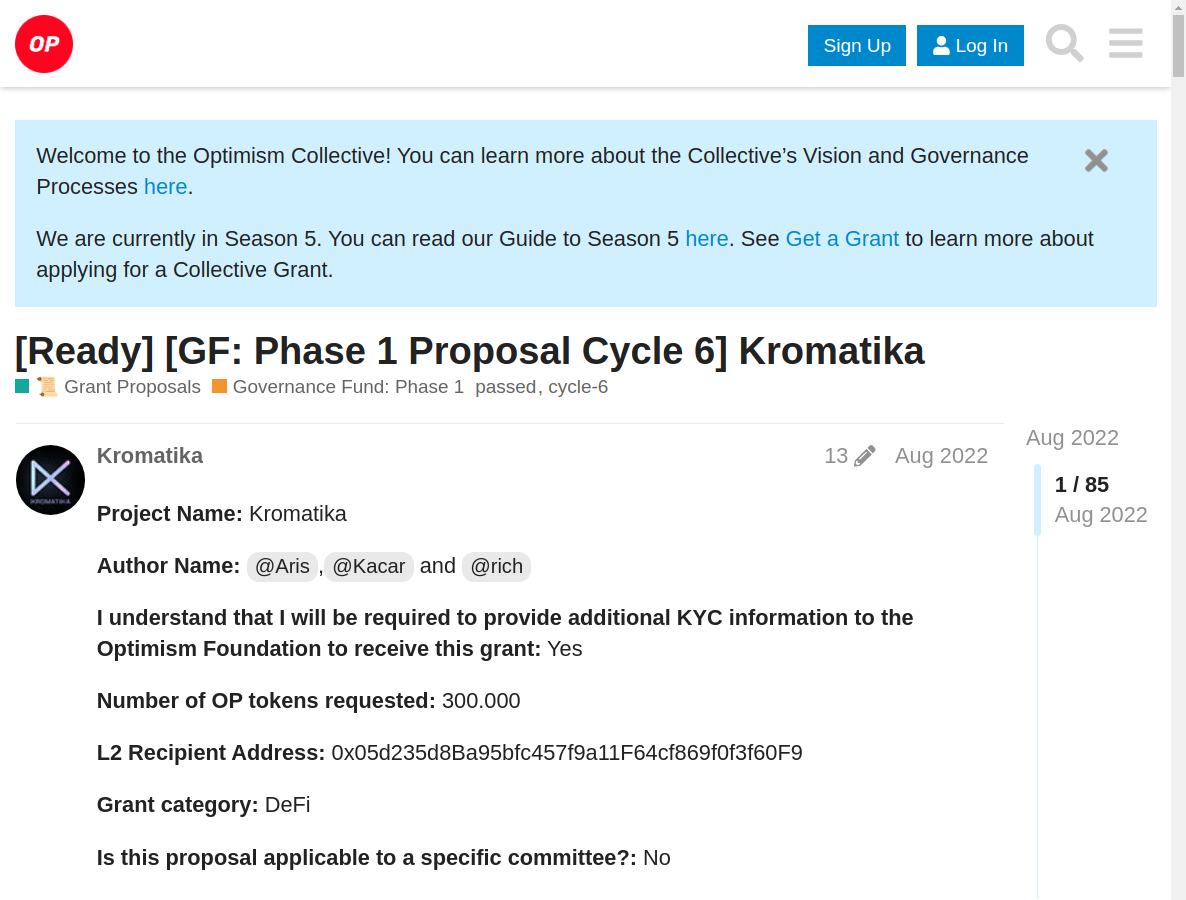 OP
Sign Up
Log In
Welcome to the Optimism Collective! You can learn more about the Collective’s Vision and Governance
Processes here.
We are currently in Season 5. You can read our Guide to Season 5 here. See Get a Grant to learn more about
applying for a Collective Grant.
[Ready] [GF: Phase 1 Proposal Cycle 6] Kromatika
📜 Grant Proposals Governance Fund: Phase 1 passed, cycle-6
Kromatika
13
Aug 2022
Aug 2022
1 / 85
Aug 2022
KROMATIKA
Project Name: Kromatika
Author Name: @Aris ,@Kacar and @rich
I understand that I will be required to provide additional KYC information to the
Optimism Foundation to receive this grant: Yes
Number of OP tokens requested: 300.000
L2 Recipient Address: 0x05d235d8Ba95bfc457f9a11F64cf869f0f3f60F9
Grant category: DeFi
Is this proposal applicable to a specific committee?: No